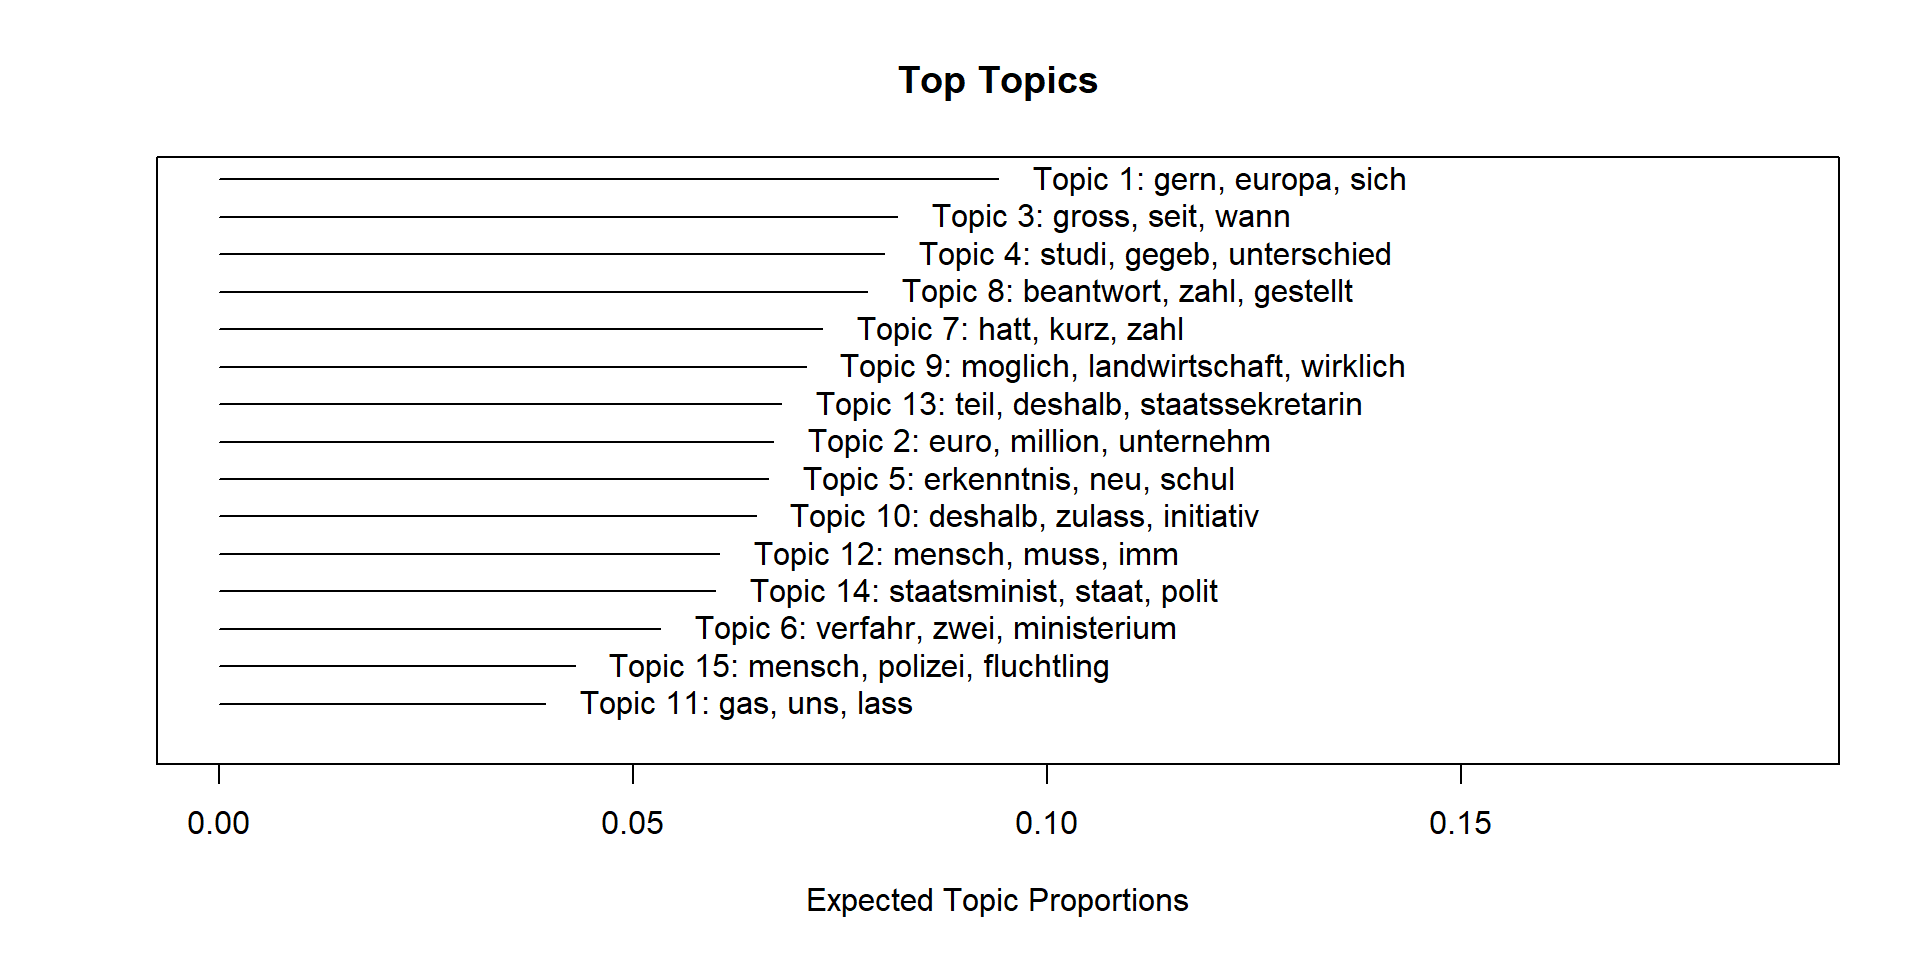 Top Topics
Topic 1: gern, europa, sich
Topic 3: gross, seit, wann
Topic 4: studi, gegeb, unterschied
Topic 8: beantwort, zahl, gestellt
Topic 7: hatt, kurz, zahl
Topic 9: moglich, landwirtschaft, wirklich
Topic 13: teil, deshalb, staatssekretarin
Topic 2: euro, million, unternehm
Topic 5: erkenntnis, neu, schul
Topic 10: deshalb, zulass, initiativ
Topic 12: mensch, muss, imm
Topic 14: staatsminist, staat, polit
Topic 6: verfahr, zwei, ministerium
Topic 15: mensch, polizei, fluchtling
Topic 11: gas, uns, lass
0.00 0.05 0.10 0.15
Expected Topic Proportions